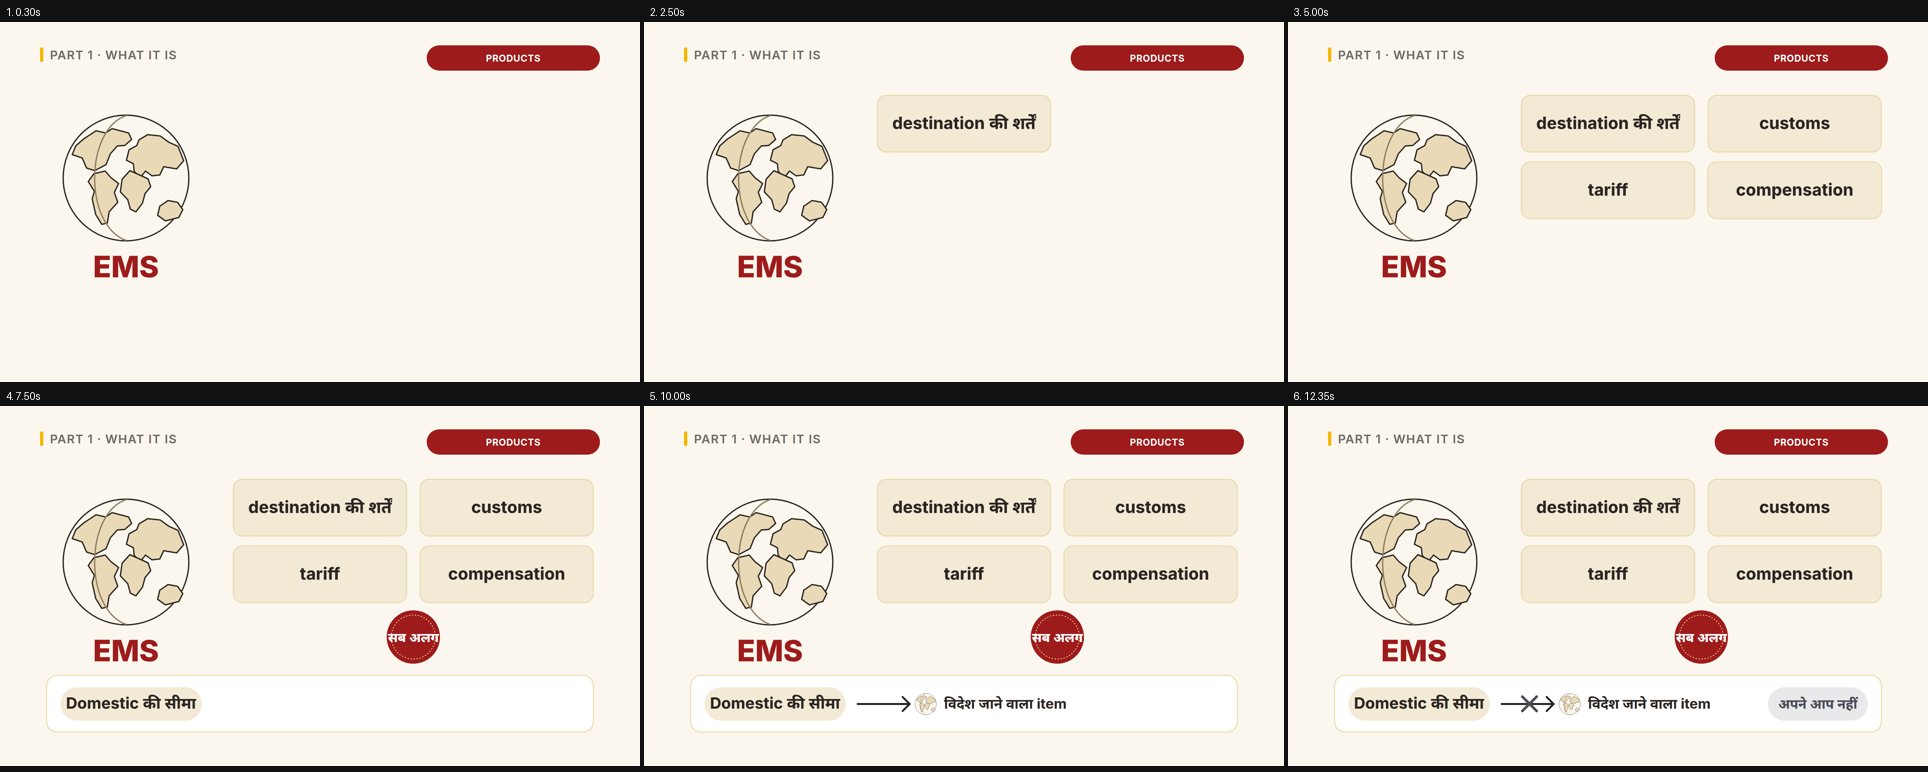 1. 0.30s
PART 1 · WHAT IT IS
PRODUCTS
EMS
2. 2.50s
PART 1 · WHAT IT IS
PRODUCTS
destination की शर्तें
EMS
3. 5.00s
PART 1 · WHAT IT IS
PRODUCTS
destination की शर्तें
customs
tariff
compensation
EMS
4. 7.50s
PART 1 · WHAT IT IS
PRODUCTS
destination की शर्तें
customs
tariff
compensation
सब अलग
EMS
Domestic की सीमा
5. 10.00s
PART 1 · WHAT IT IS
PRODUCTS
destination की शर्तें
customs
tariff
compensation
सब अलग
EMS
Domestic की सीमा
विदेश जाने वाला item
6. 12.35s
PART 1 · WHAT IT IS
PRODUCTS
destination की शर्तें
customs
tariff
compensation
सब अलग
EMS
Domestic की सीमा
विदेश जाने वाला item
अपने आप नहीं